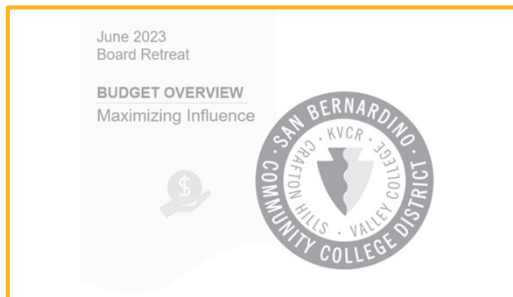 June 2023
Board Retreat
BUDGET OVERVIEW
Maximizing Influence
$
· SAN BERNARDINO ·
COMMUNITY COLLEGE DISTRICT
CRAFTON HILLS · KVCR · VALLEY COLLEGE ·